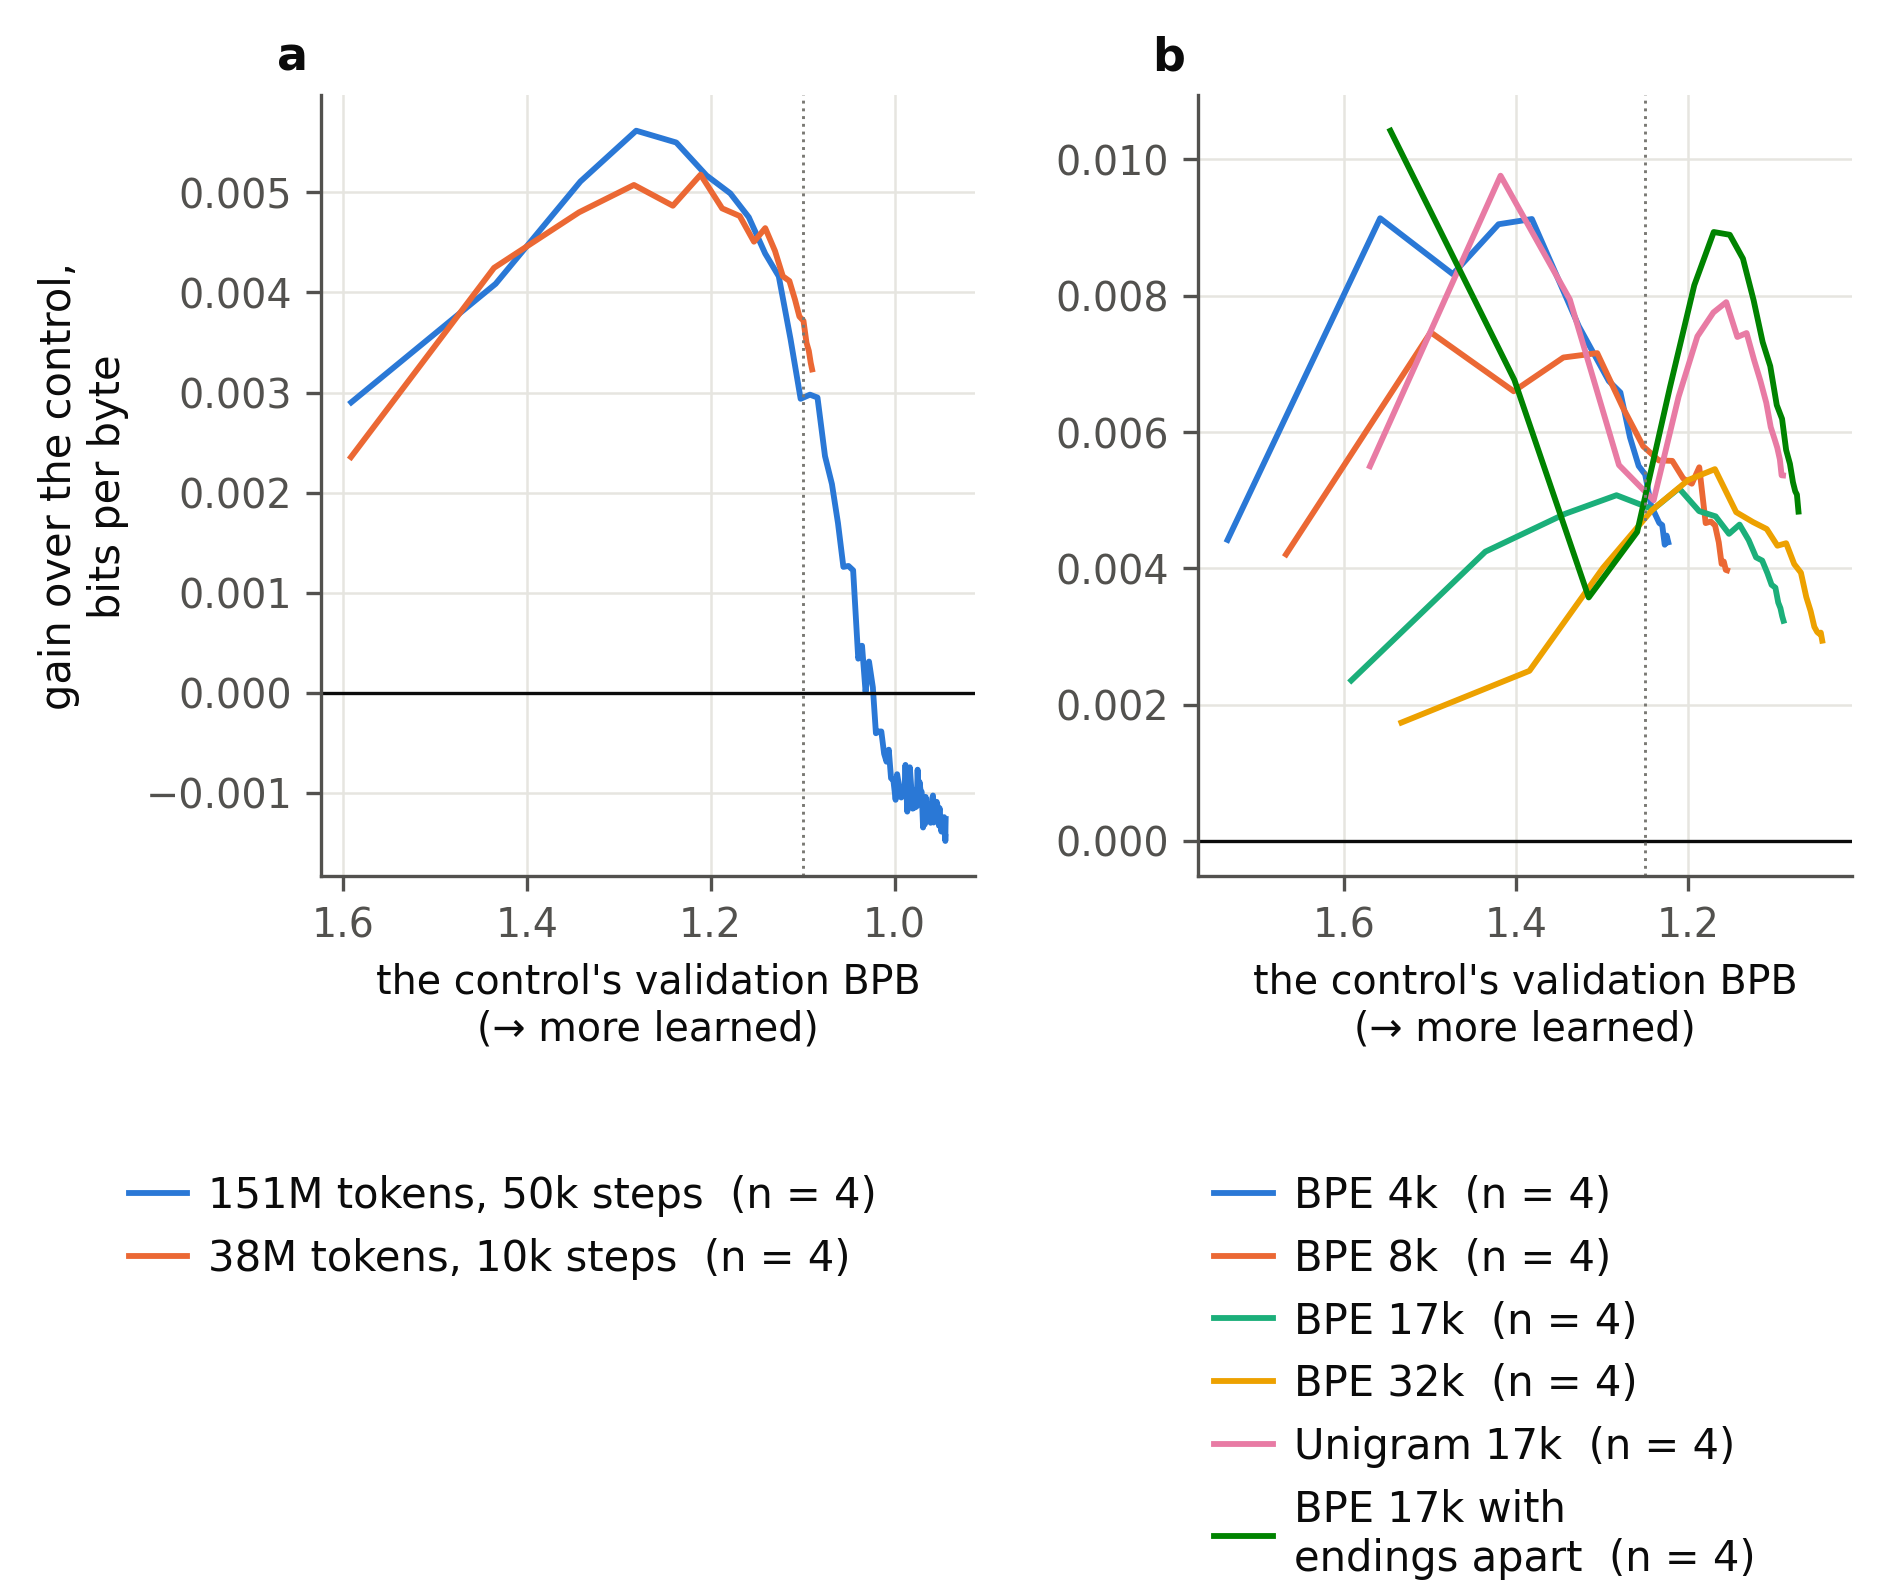 a
b
gain over the control,
bits per byte
0.005
0.004
0.003
0.002
0.001
0.000
−0.001
1.6
1.4
1.2
1.0
the control's validation BPB
(→ more learned)
0.010
0.008
0.006
0.004
0.002
0.000
1.6
1.4
1.2
the control's validation BPB
(→ more learned)
151M tokens, 50k steps (n = 4)
38M tokens, 10k steps (n = 4)
BPE 4k (n = 4)
BPE 8k (n = 4)
BPE 17k (n = 4)
BPE 32k (n = 4)
Unigram 17k (n = 4)
BPE 17k with
endings apart (n = 4)